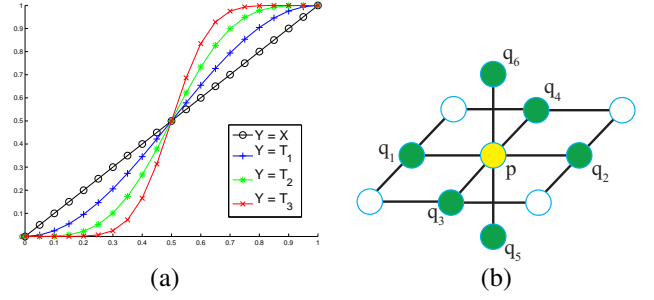 1
0.9
0.8
0.7
0.6
0.5
0.4
0.3
0.2
0.1
0 0.1 0.2 0.3 0.4 0.5 0.6 0.7 0.8 0.9 1
Y = X
Y = T1
Y = T2
Y = T3
(a)
q6
q4
q1
p
q2
q3
q5
(b)